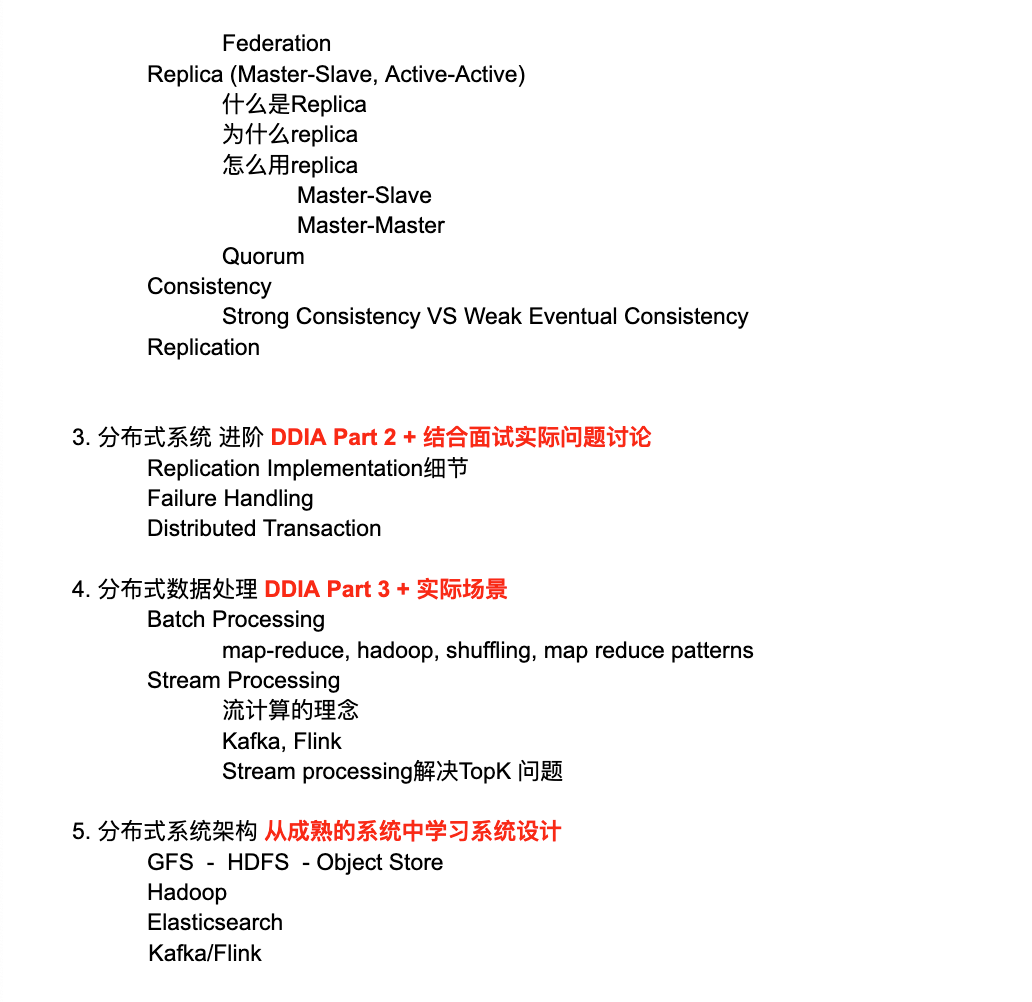 Federation
Replica (Master-Slave, Active-Active)
什么是Replica
为什么replica
怎么用replica
Master-Slave
Master-Master
Quorum
Consistency
Strong Consistency VS Weak Eventual Consistency
Replication
3. 分布式系统 进阶 DDIA Part 2 + 结合面试实际问题讨论
Replication Implementation细节
Failure Handling
Distributed Transaction
4. 分布式数据处理 DDIA Part 3 + 实际场景
Batch Processing
map-reduce, hadoop, shuffling, map reduce patterns
Stream Processing
流计算的理念
Kafka, Flink
Stream processing解决TopK 问题
5. 分布式系统架构 从成熟的系统中学习系统设计
GFS - HDFS - Object Store
Hadoop
Elasticsearch
Kafka/Flink